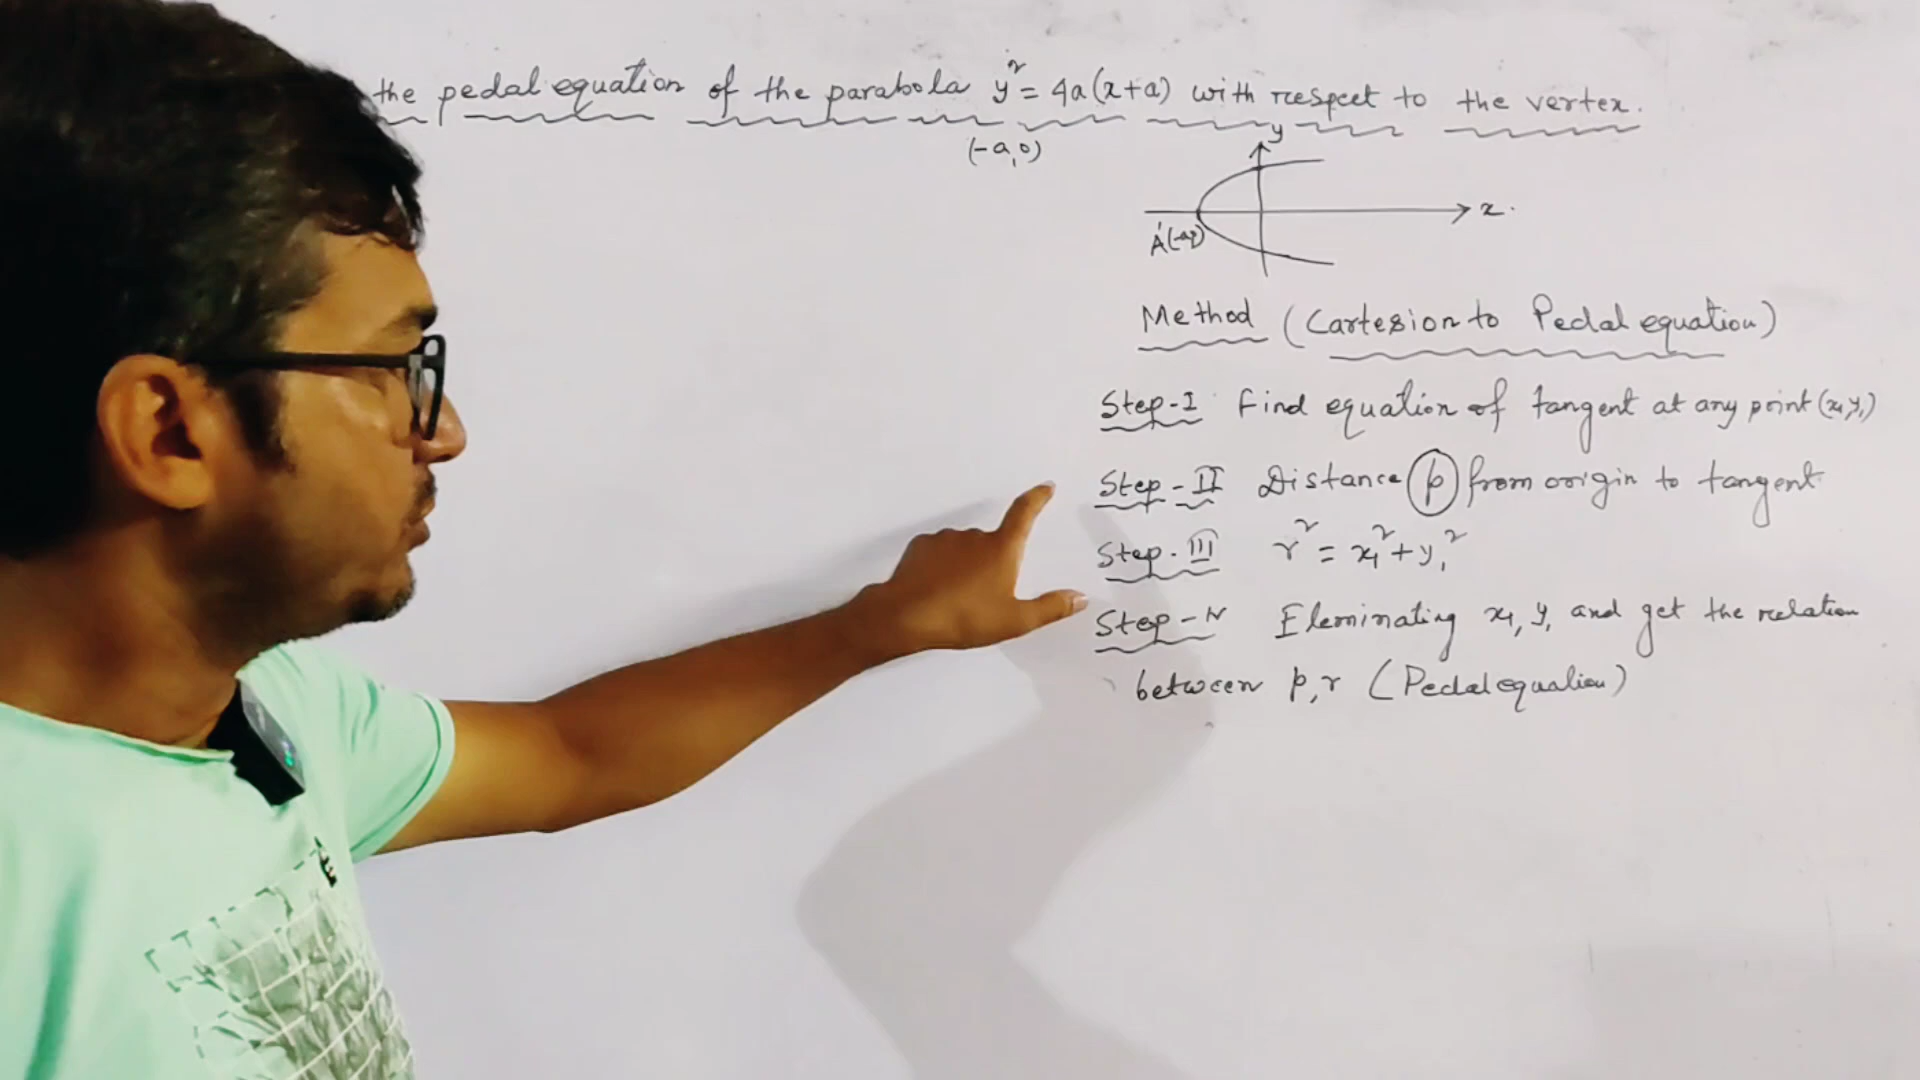 the pedal equation of the parabola y² = 4a(x+a) with respect to the vertex.
(-a,0)
y
x.
A'(-a,0)
Method (Cartesion to Pedal equation)
Step-I Find equation of tangent at any point (x₁,y₁)
Step-II Distance p from origin to tangent
Step-III r² = x₁² + y₁²
Step-IV Eleminating x₁, y₁ and get the relation
between p,r (Pedal equation)